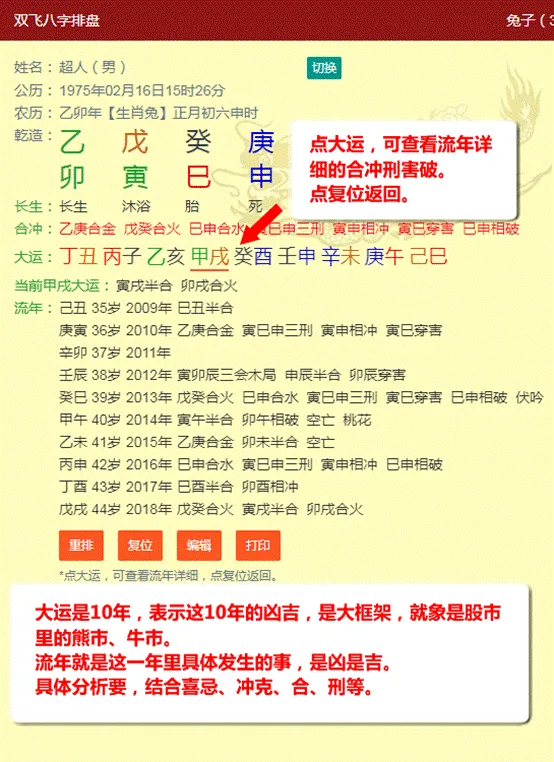 双飞八字排盘
兔子（3
姓名： 超人（男）
切换
公历： 1975年02月16日15时26分
农历： 乙卯年【生肖兔】正月初六申时
乾造： 乙 戊 癸 庚
卯 寅 巳 申
点大运，可查看流年详
细的合冲刑害破。
点复位返回。
长生： 长生 沐浴 胎 死
合冲： 乙庚合金 戊癸合火 巳申合水 寅巳申三刑 寅申相冲 寅巳穿害 巳申相破
大运： 丁丑 丙子 乙亥 甲戌 癸酉 壬申 辛未 庚午 己巳
当前甲戌大运： 寅戌半合 卯戌合火
流年： 己丑 35岁 2009年 巳丑半合
庚寅 36岁 2010年 乙庚合金 寅巳申三刑 寅申相冲 寅巳穿害
辛卯 37岁 2011年
壬辰 38岁 2012年 寅卯辰三会木局 申辰半合 卯辰穿害
癸巳 39岁 2013年 戊癸合火 巳申合水 寅巳申三刑 寅巳穿害 巳申相破 伏吟
甲午 40岁 2014年 寅午半合 卯午相破 空亡 桃花
乙未 41岁 2015年 乙庚合金 卯未半合 空亡
丙申 42岁 2016年 巳申合水 寅巳申三刑 寅申相冲 巳申相破
丁酉 43岁 2017年 巳酉半合 卯酉相冲
戊戌 44岁 2018年 戊癸合火 寅戌半合 卯戌合火
重排 复位 编辑 打印
*点大运，可查看流年详细，点复位返回。
大运是10年，表示这10年的凶吉，是大框架，就象是股市
里的熊市、牛市。
流年就是这一年里具体发生的事，是凶是吉。
具体分析要，结合喜忌、冲克、合、刑等。